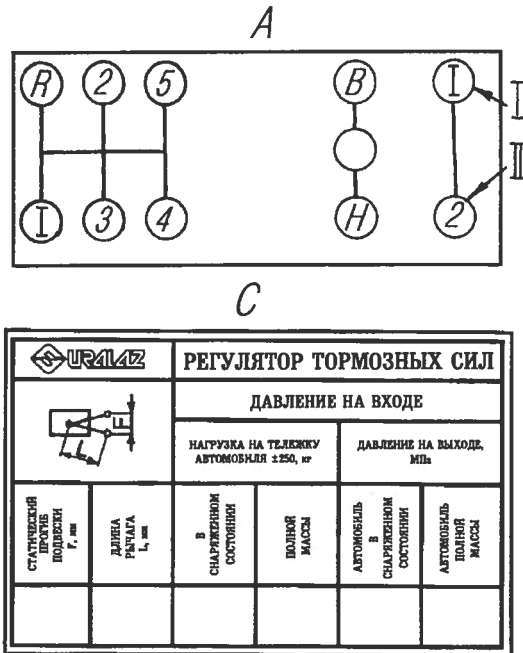 A
R 2 5 B I I
II
I 3 4 H 2
C
URALAZ
РЕГУЛЯТОР ТОРМОЗНЫХ СИЛ
ДАВЛЕНИЕ НА ВХОДЕ
НАГРУЗКА НА ТЕЛЕЖКУ
АВТОМОБИЛЯ ±250, кг
ДАВЛЕНИЕ НА ВЫХОДЕ,
МПа
F
L
СТАТИЧЕСКИЙ
ПРОГИБ
ПОДВЕСКИ
F, мм
ДЛИНА
РЫЧАГА
L, мм
В
СНАРЯЖЕННОМ
СОСТОЯНИИ
ПОЛНОЙ
МАССЫ
АВТОМОБИЛЬ
В
СНАРЯЖЕННОМ
СОСТОЯНИИ
АВТОМОБИЛЬ
ПОЛНОЙ
МАССЫ